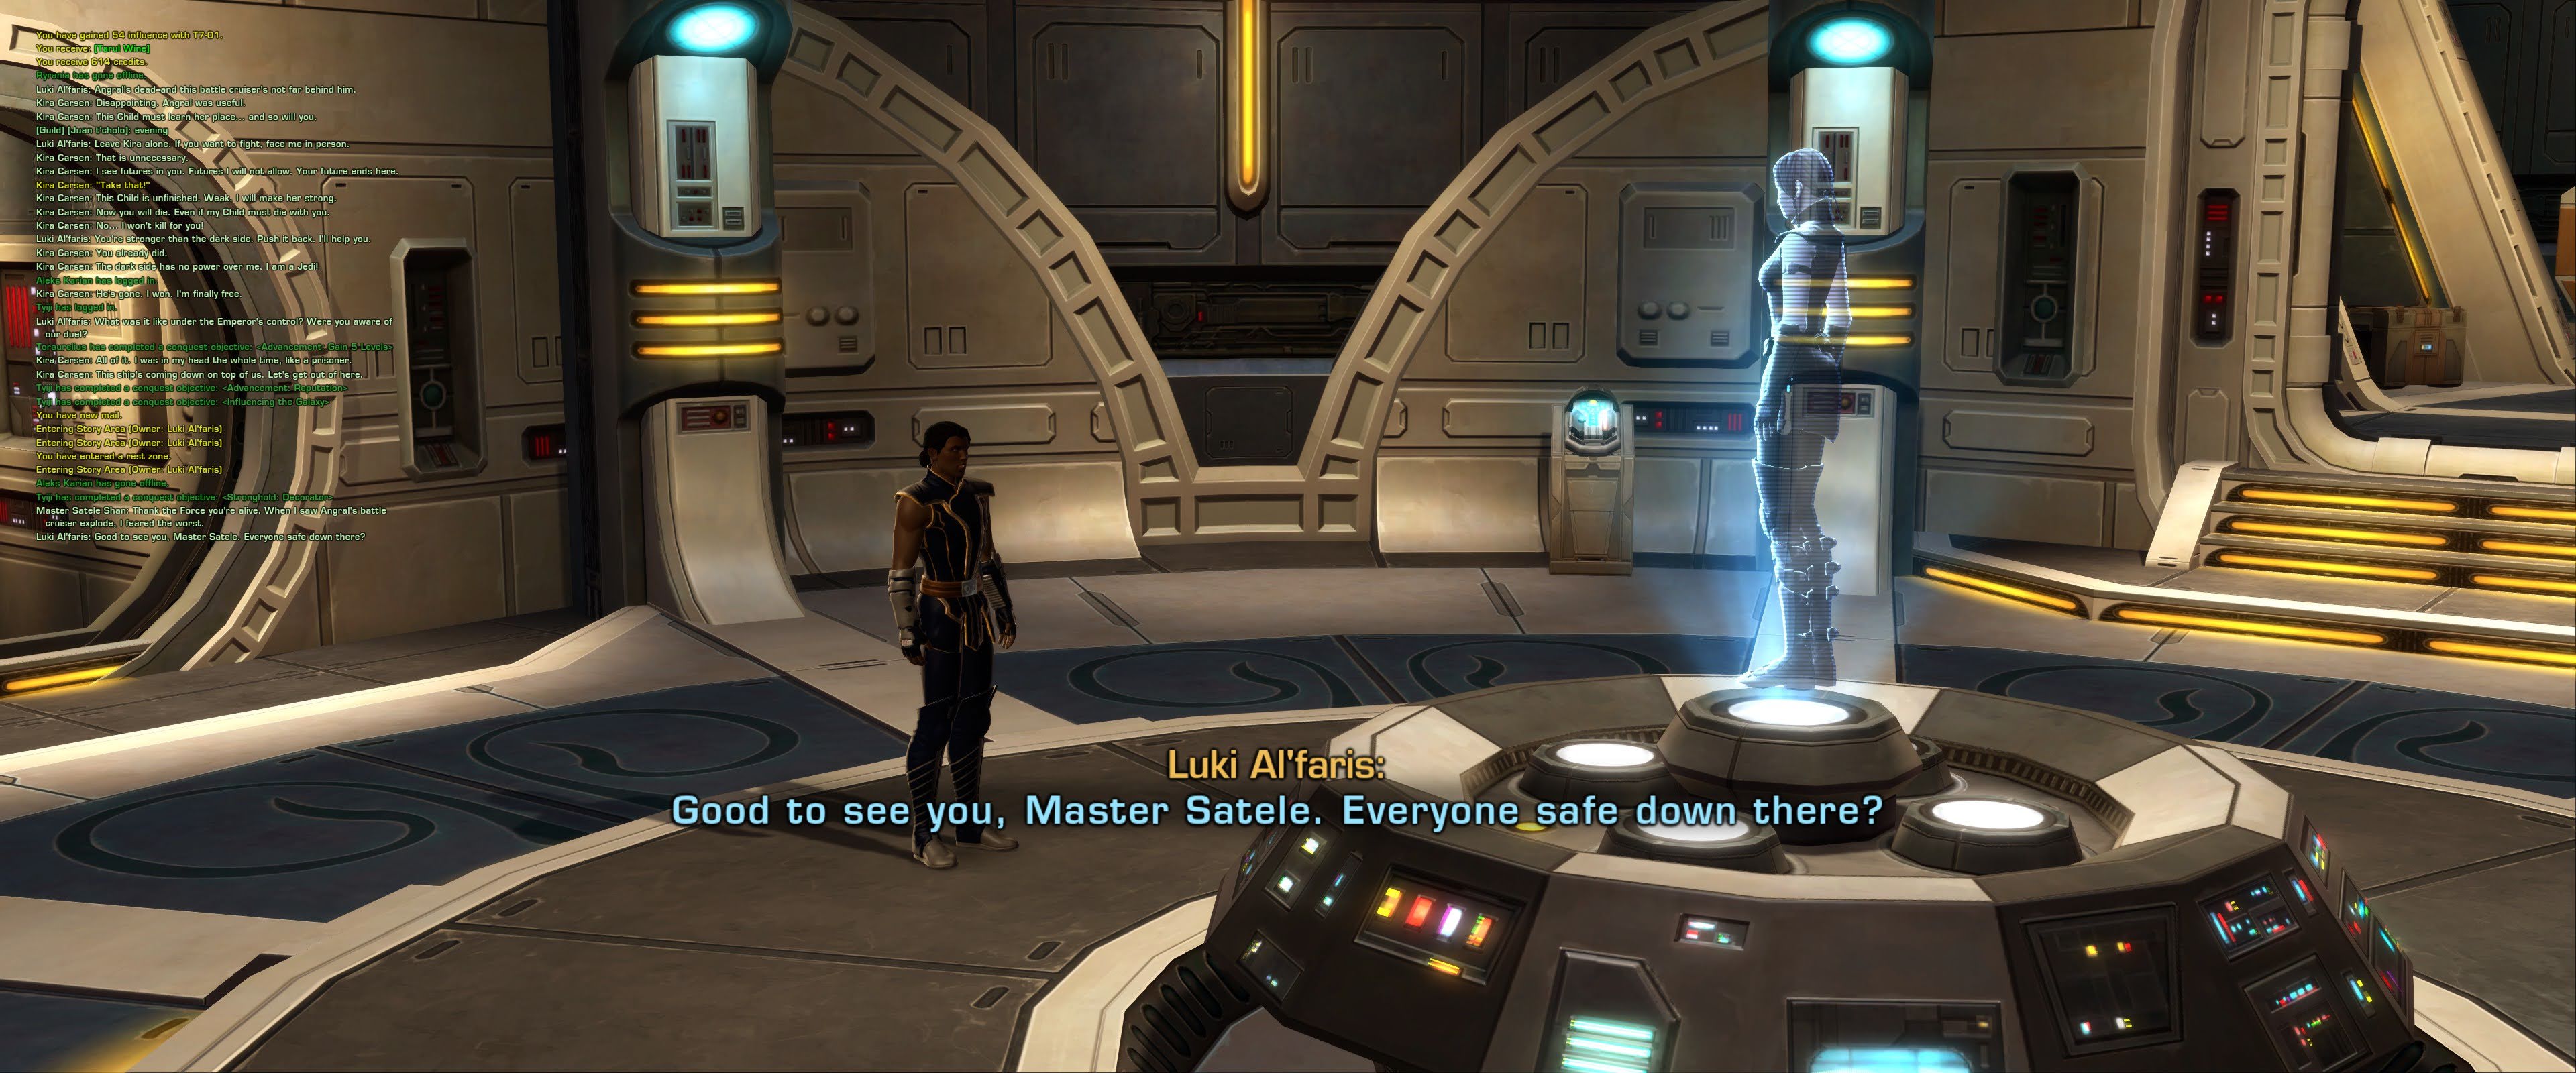 You have gained 54 influence with T7-O1.
You receive: [Tarul Wine]
You receive 614 credits.
Ryrania has gone offline.
Luki Al'faris: Angral's dead—and this battle cruiser's not far behind him.
Kira Carsen: Disappointing. Angral was useful.
Kira Carsen: This Child must learn her place... and so will you.
[Guild] [Juan t'cholo]: evening
Luki Al'faris: Leave Kira alone. If you want to fight, face me in person.
Kira Carsen: That is unnecessary.
Kira Carsen: I see futures in you. Futures I will not allow. Your future ends here.
Kira Carsen: "Take that!"
Kira Carsen: This Child is unfinished. Weak. I will make her strong.
Kira Carsen: Now you will die. Even if my Child must die with you.
Kira Carsen: No... I won't kill for you!
Luki Al'faris: You're stronger than the dark side. Push it back. I'll help you.
Kira Carsen: You already did.
Kira Carsen: The dark side has no power over me. I am a Jedi!
Aleks Karian has logged in.
Kira Carsen: He's gone. I won. I'm finally free.
Tyiji has logged in.
Luki Al'faris: What was it like under the Emperor's control? Were you aware of
our duel?
Toraurelius has completed a conquest objective: <Advancement: Gain 5 Levels>
Kira Carsen: All of it. I was in my head the whole time, like a prisoner.
Kira Carsen: This ship's coming down on top of us. Let's get out of here.
Tyiji has completed a conquest objective: <Advancement: Reputation>
Tyiji has completed a conquest objective: <Influencing the Galaxy>
You have new mail.
Entering Story Area (Owner: Luki Al'faris)
Entering Story Area (Owner: Luki Al'faris)
You have entered a rest zone.
Entering Story Area (Owner: Luki Al'faris)
Aleks Karian has gone offline.
Tyiji has completed a conquest objective: <Stronghold: Decorator>
Master Satele Shan: Thank the Force you're alive. When I saw Angral's battle
cruiser explode, I feared the worst.
Luki Al'faris: Good to see you, Master Satele. Everyone safe down there?
Luki Al'faris:
Good to see you, Master Satele. Everyone safe down there?